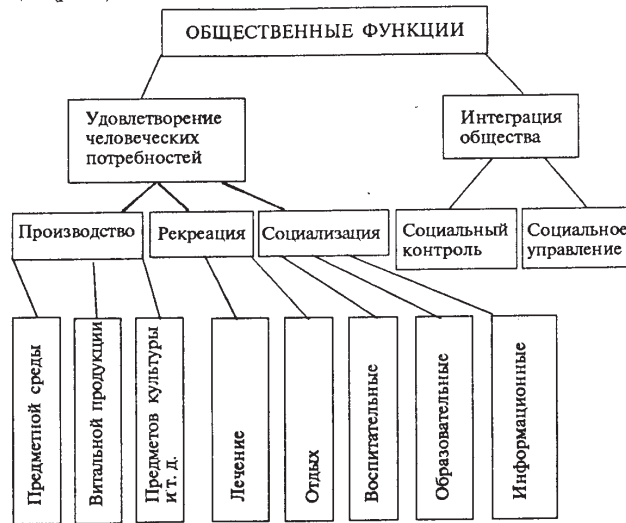 ОБЩЕСТВЕННЫЕ ФУНКЦИИ
Удовлетворение
человеческих
потребностей
Интеграция
общества
Производство
Рекреация
Социализация
Социальный
контроль
Социальное
управление
Предметной среды
Витальной продукции
Предметов культуры
и т. д.
Лечение
Отдых
Воспитательные
Образовательные
Информационные